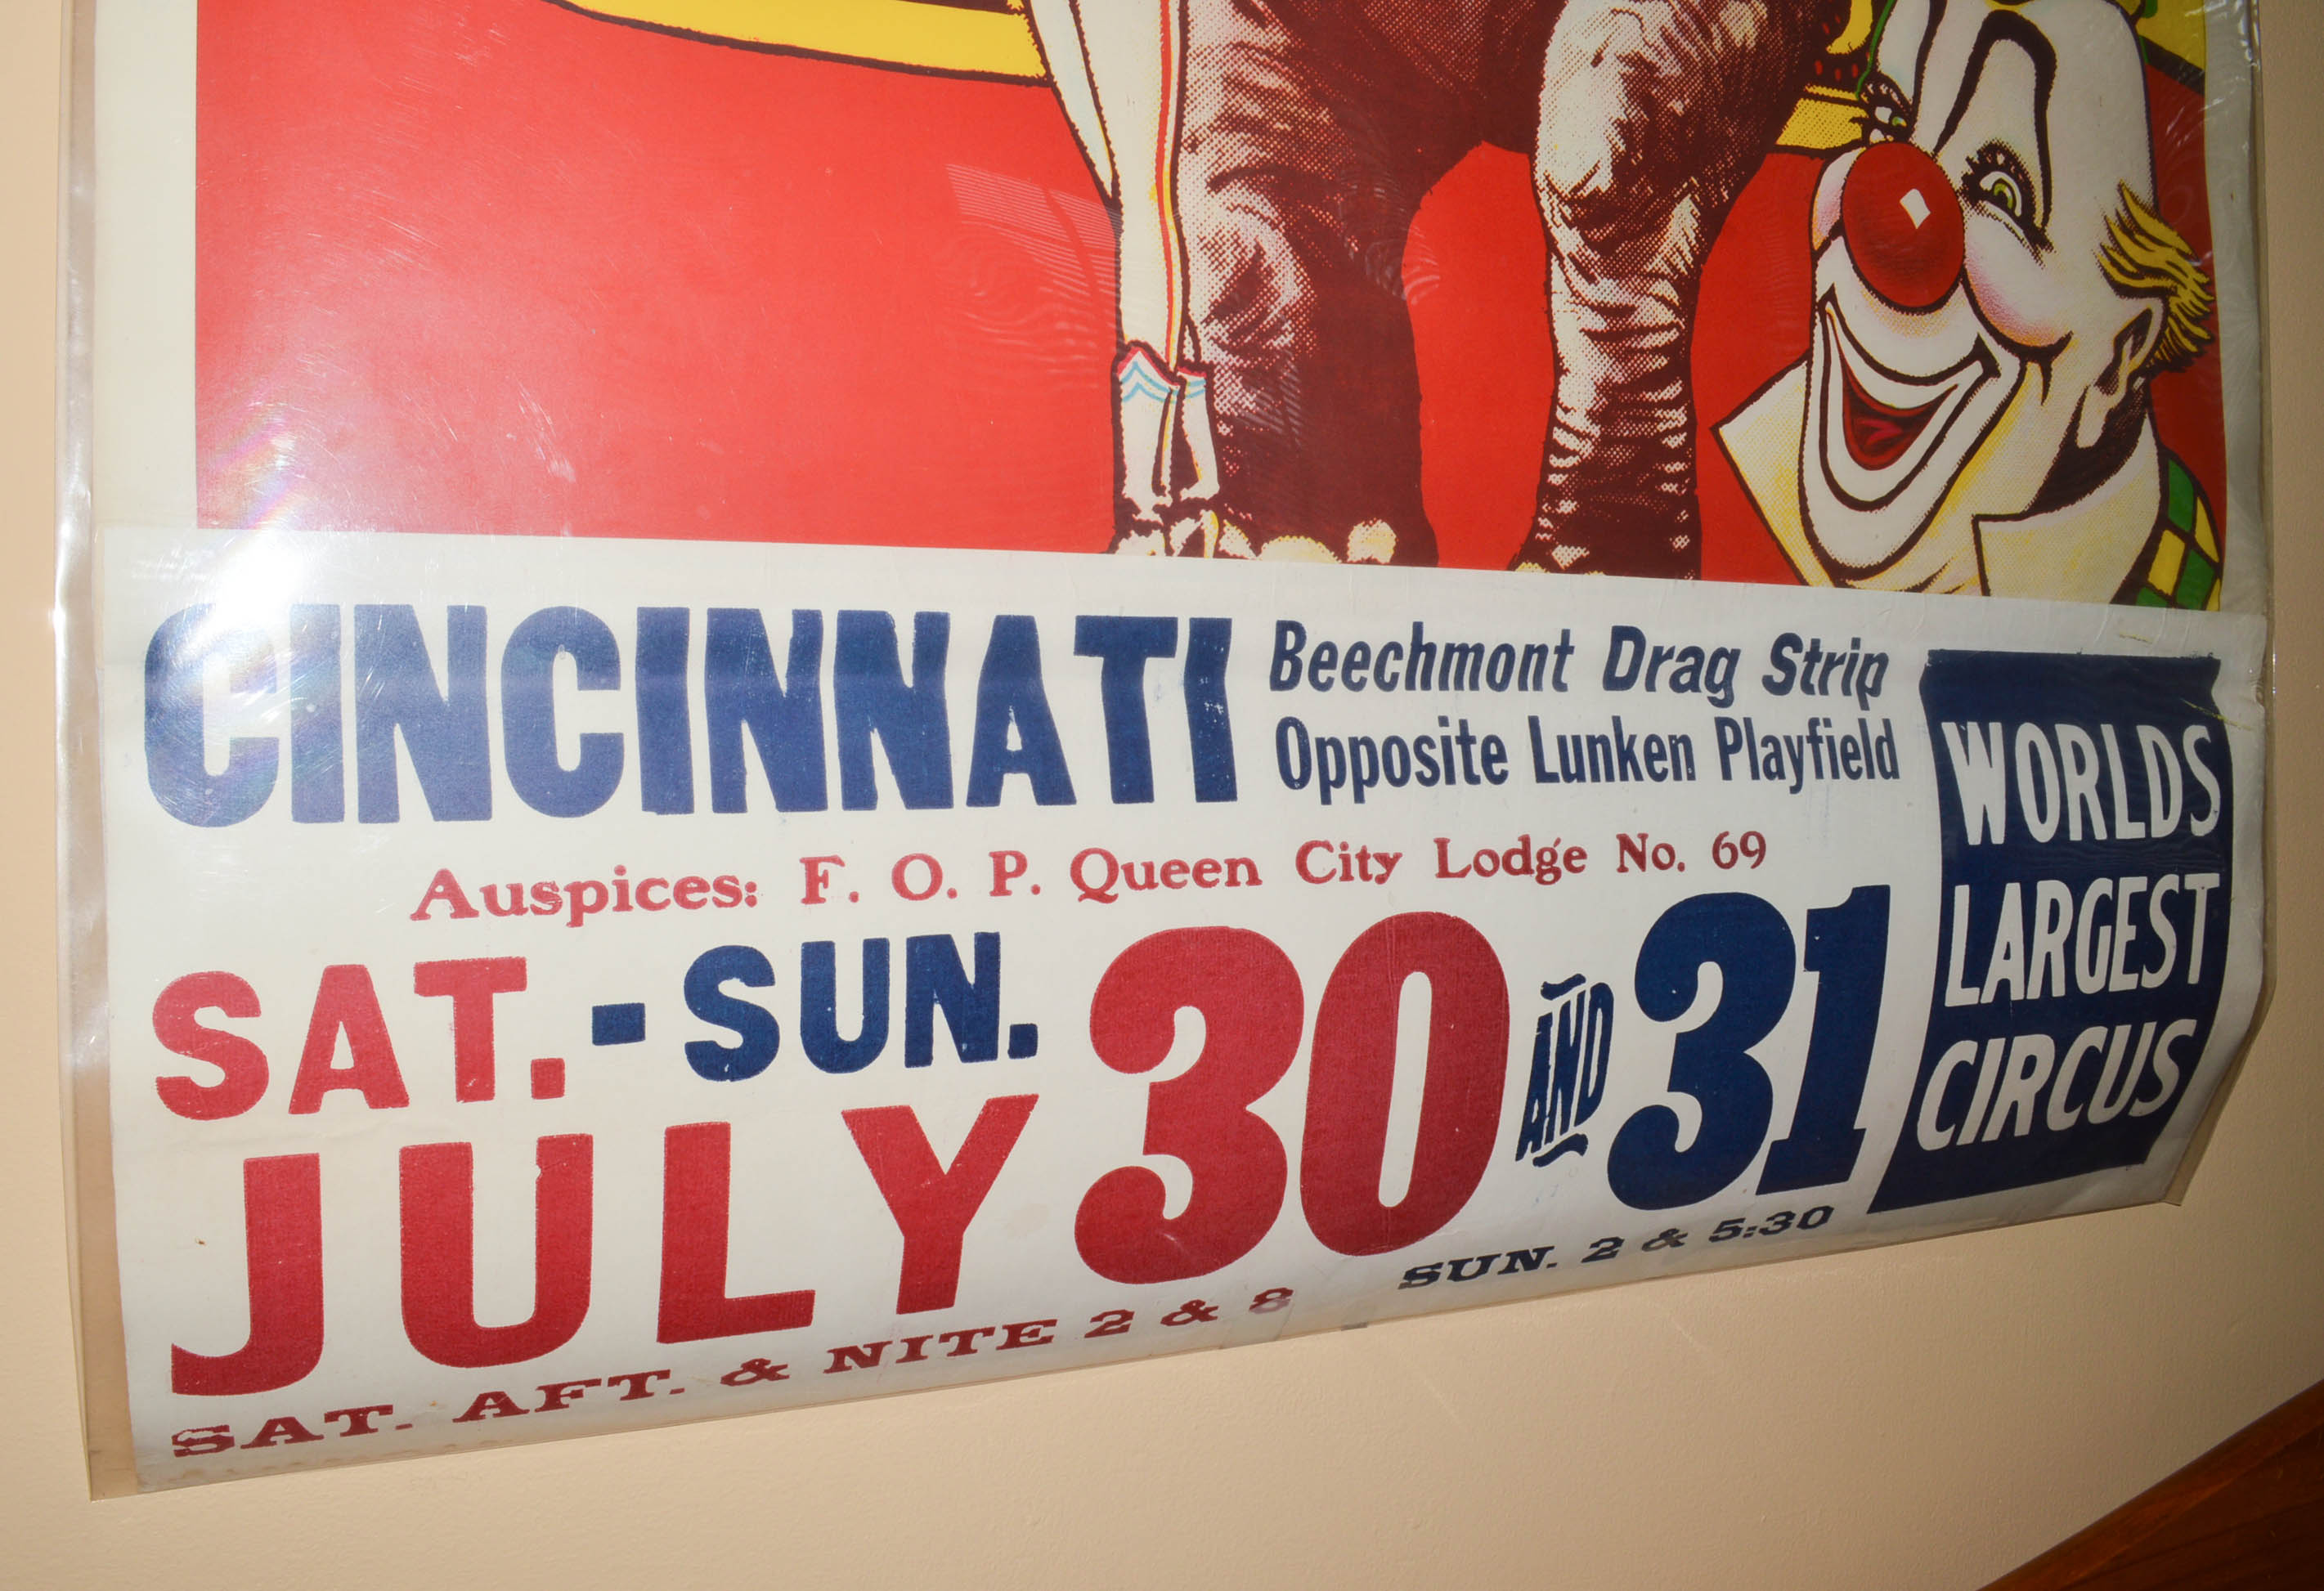 CINCINNATI
Beechmont Drag Strip
Opposite Lunken Playfield
Auspices: F. O. P. Queen City Lodge No. 69
SAT.-SUN.
JULY 30 AND 31
SAT. AFT. & NITE 2 & 8
SUN. 2 & 5:30
WORLDS
LARGEST
CIRCUS